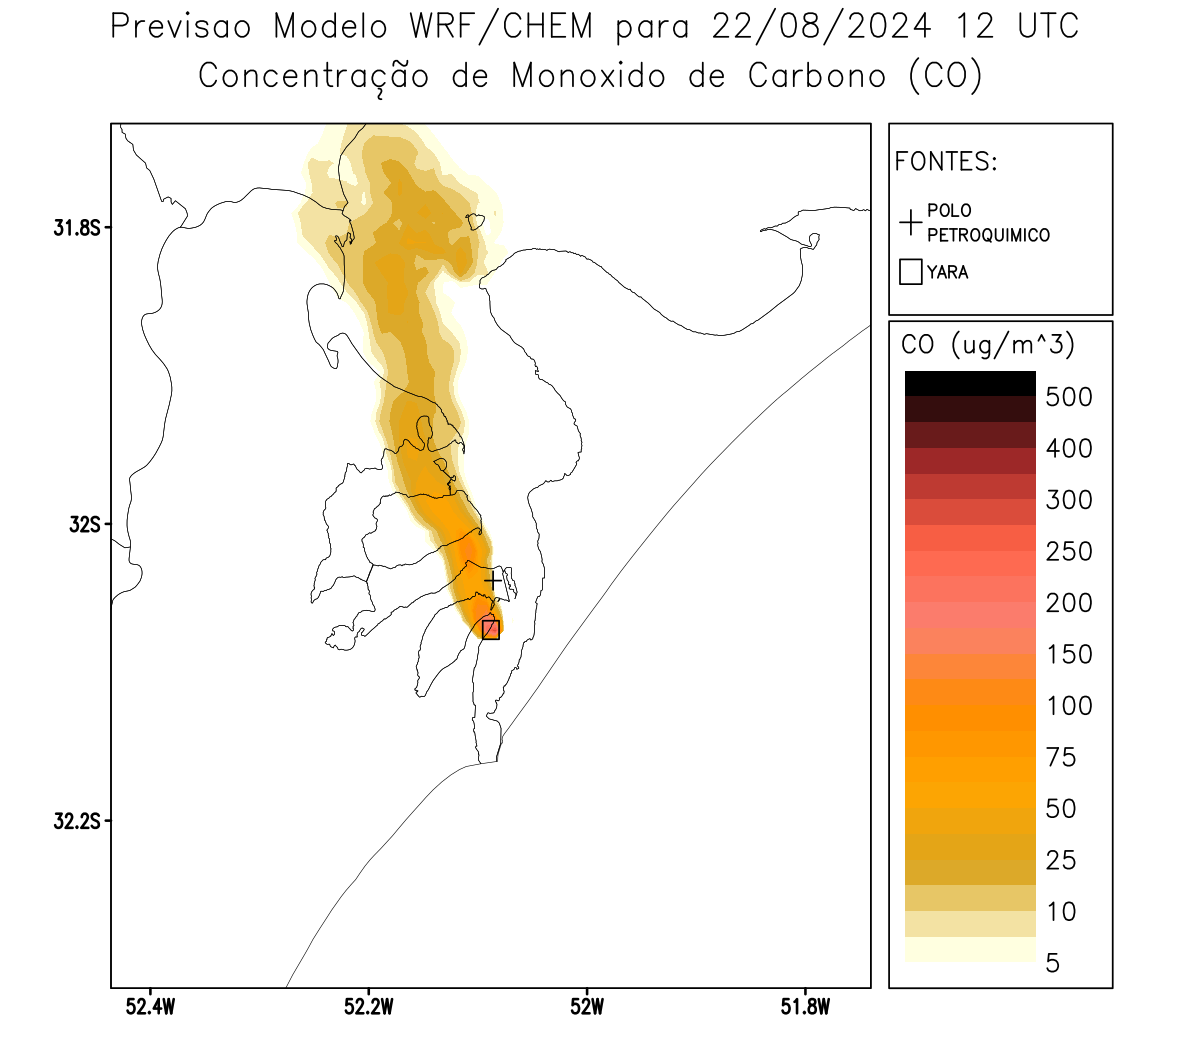 Previsao Modelo WRF/CHEM para 22/08/2024 12 UTC
Concentração de Monoxido de Carbono (CO)
FONTES:
POLO
PETROQUIMICO
YARA
CO (ug/m^3)
500
400
300
250
200
150
100
75
50
25
10
5
31.8S
32S
32.2S
52.4W
52.2W
52W
51.8W